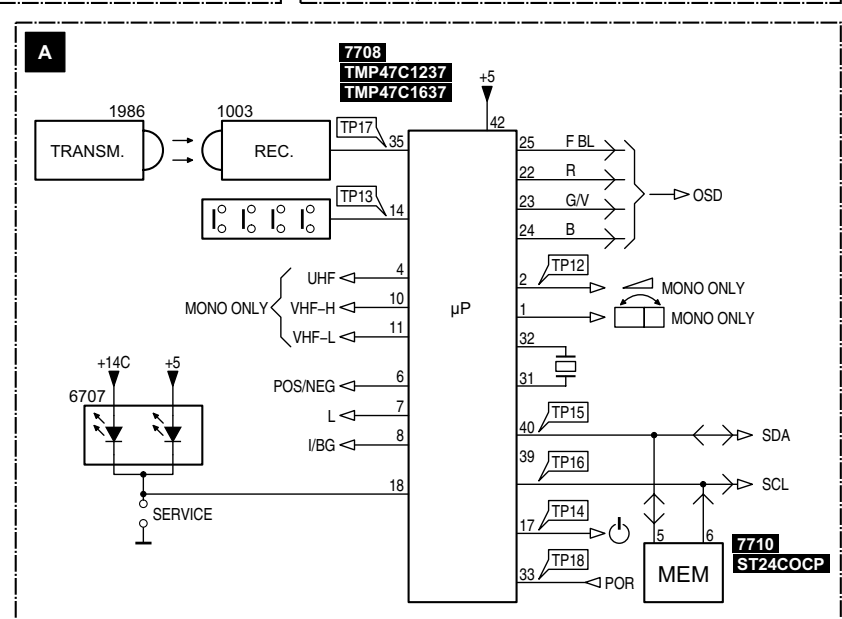 A
7708
TMP47C1237
TMP47C1637
+5
42
1986
1003
TRANSM.
REC.
TP17
35
25
F BL
22
R
23
G/V
24
B
OSD
TP13
14
UHF
4
MONO ONLY
VHF–H
10
VHF–L
11
µP
2
TP12
MONO ONLY
1
MONO ONLY
32
31
+14C
+5
6707
POS/NEG
6
L
7
I/BG
8
18
SERVICE
40
TP15
SDA
39
TP16
SCL
17
TP14
33
TP18
POR
5
6
MEM
7710
ST24COCP